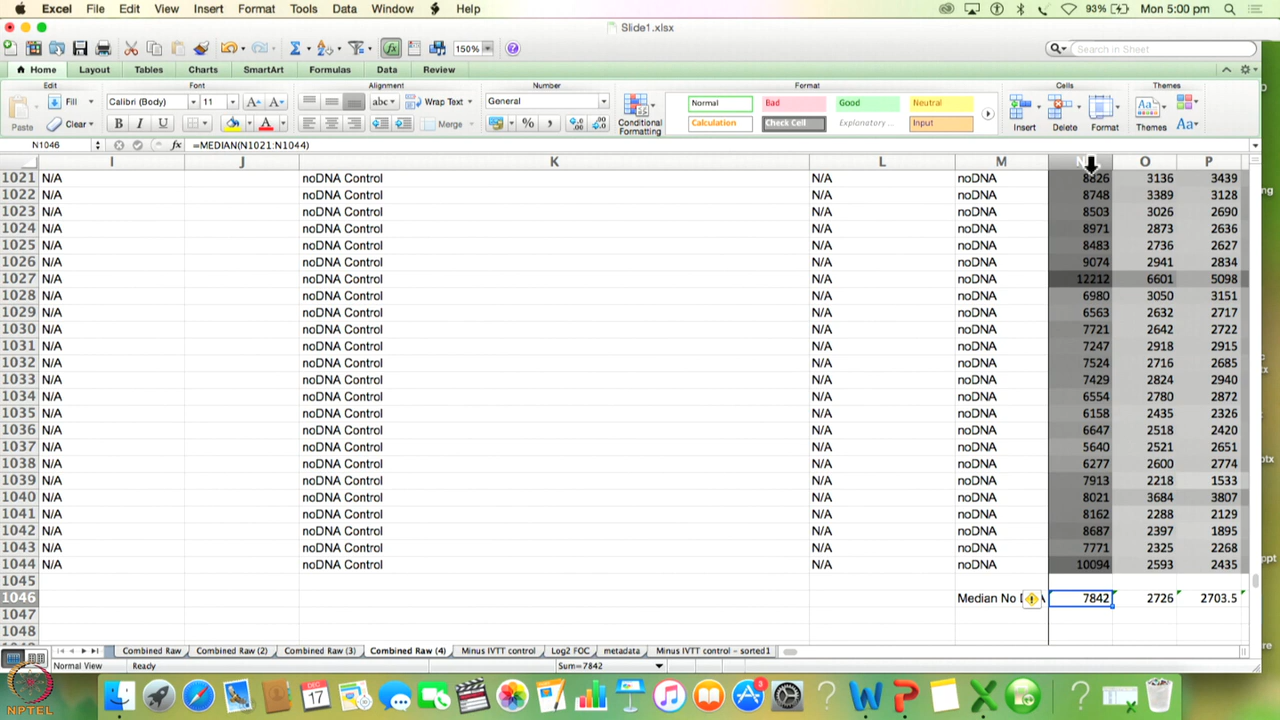 Excel File Edit View Insert Format Tools Data Window Help 93% Mon 5:00 pm
Slide1.xlsx
150% Search in Sheet
Home Layout Tables Charts SmartArt Formulas Data Review
Edit Font Alignment Number Format Cells Themes
Fill Calibri (Body) 11 abc Wrap Text General Normal Bad Good Neutral
Paste Clear B I U A Merge % Conditional Formatting Calculation Check Cell Explanatory ... Input Insert Delete Format Themes Aa
N1046 fx =MEDIAN(N1021:N1044)
I J K L M N O P
1021 N/A noDNA Control N/A noDNA 8826 3136 3439
1022 N/A noDNA Control N/A noDNA 8748 3389 3128
1023 N/A noDNA Control N/A noDNA 8503 3026 2690
1024 N/A noDNA Control N/A noDNA 8971 2873 2636
1025 N/A noDNA Control N/A noDNA 8483 2736 2627
1026 N/A noDNA Control N/A noDNA 9074 2941 2834
1027 N/A noDNA Control N/A noDNA 12212 6601 5098
1028 N/A noDNA Control N/A noDNA 6980 3050 3151
1029 N/A noDNA Control N/A noDNA 6563 2632 2717
1030 N/A noDNA Control N/A noDNA 7721 2642 2722
1031 N/A noDNA Control N/A noDNA 7247 2918 2915
1032 N/A noDNA Control N/A noDNA 7524 2716 2685
1033 N/A noDNA Control N/A noDNA 7429 2824 2940
1034 N/A noDNA Control N/A noDNA 6554 2780 2872
1035 N/A noDNA Control N/A noDNA 6158 2435 2326
1036 N/A noDNA Control N/A noDNA 6647 2518 2420
1037 N/A noDNA Control N/A noDNA 5640 2521 2651
1038 N/A noDNA Control N/A noDNA 6277 2600 2774
1039 N/A noDNA Control N/A noDNA 7913 2218 1533
1040 N/A noDNA Control N/A noDNA 8021 3684 3807
1041 N/A noDNA Control N/A noDNA 8162 2288 2129
1042 N/A noDNA Control N/A noDNA 8687 2397 1895
1043 N/A noDNA Control N/A noDNA 7771 2325 2268
1044 N/A noDNA Control N/A noDNA 10094 2593 2435
1045
1046 Median No 7842 2726 2703.5
1047
1048
Combined Raw Combined Raw (2) Combined Raw (3) Combined Raw (4) Minus IVTT control Log2 FOC metadata Minus IVTT control - sorted1
Normal View Ready Sum=7842
DEC 17 3
NPTEL